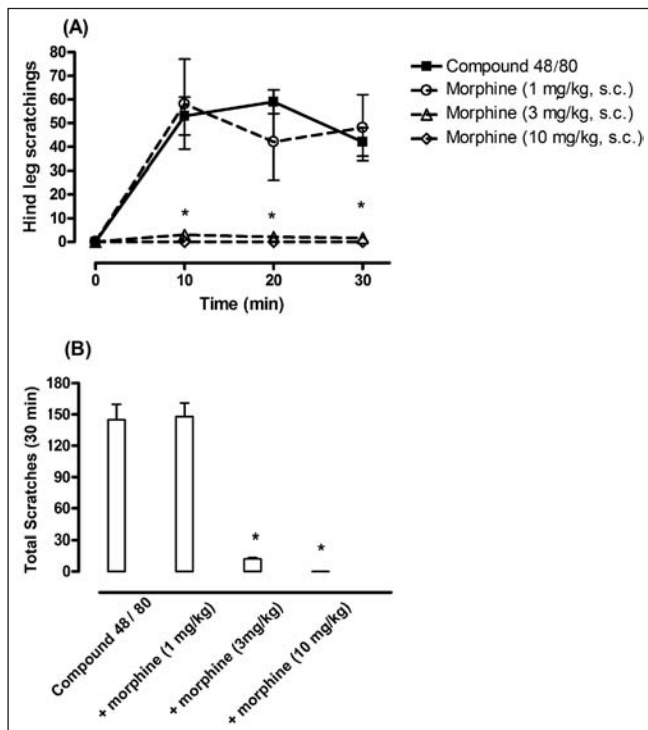 (A)
80
70
60
50
40
30
20
10
0
Hind leg scratchings
0 10 20 30
Time (min)
* * *
Compound 48/80
Morphine (1 mg/kg, s.c.)
Morphine (3 mg/kg, s.c.)
Morphine (10 mg/kg, s.c.)
(B)
180
150
120
90
60
30
0
Total Scratches (30 min)
* *
Compound 48 / 80
+ morphine (1 mg/kg)
+ morphine (3mg/kg)
+ morphine (10 mg/kg)